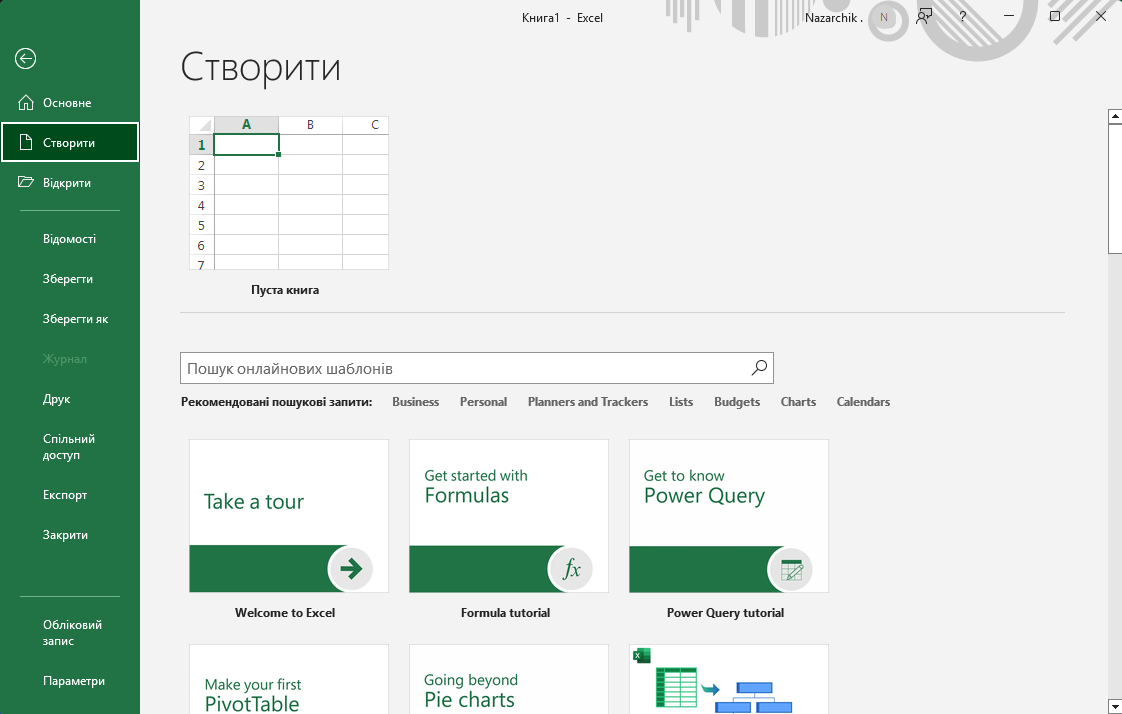 Книга1 - Excel
Nazarchik .
N
?
Створити
Основне
Створити
Відкрити
Відомості
Зберегти
Зберегти як
Журнал
Друк
Спільний
доступ
Експорт
Закрити
Обліковий
запис
Параметри
A B C
1
2
3
4
5
6
7
Пуста книга
Пошук онлайнових шаблонів
Рекомендовані пошукові запити: Business Personal Planners and Trackers Lists Budgets Charts Calendars
Take a tour
Welcome to Excel
Get started with
Formulas
fx
Formula tutorial
Get to know
Power Query
Power Query tutorial
Make your first
PivotTable
Going beyond
Pie charts
X